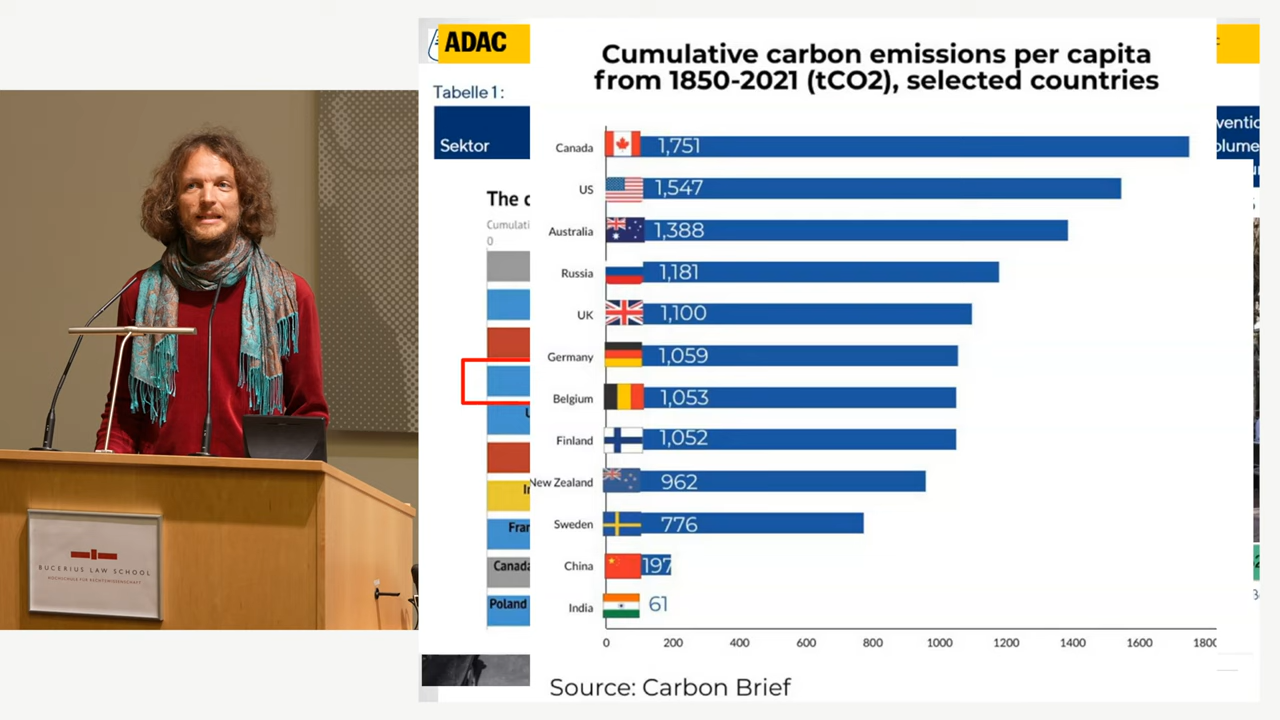 ADAC
Cumulative carbon emissions per capita
from 1850-2021 (tCO2), selected countries
Tabelle 1:
Sektor
The
Cumulati
0
Canada 1,751
US 1,547
Australia 1,388
Russia 1,181
UK 1,100
Germany 1,059
Belgium 1,053
Finland 1,052
New Zealand 962
Sweden 776
China 197
India 61
Fran
Canada
Poland
0 200 400 600 800 1000 1200 1400 1600 1800
Source: Carbon Brief
BUCERIUS LAW SCHOOL
HOCHSCHULE FÜR RECHTSWISSENSCHAFT